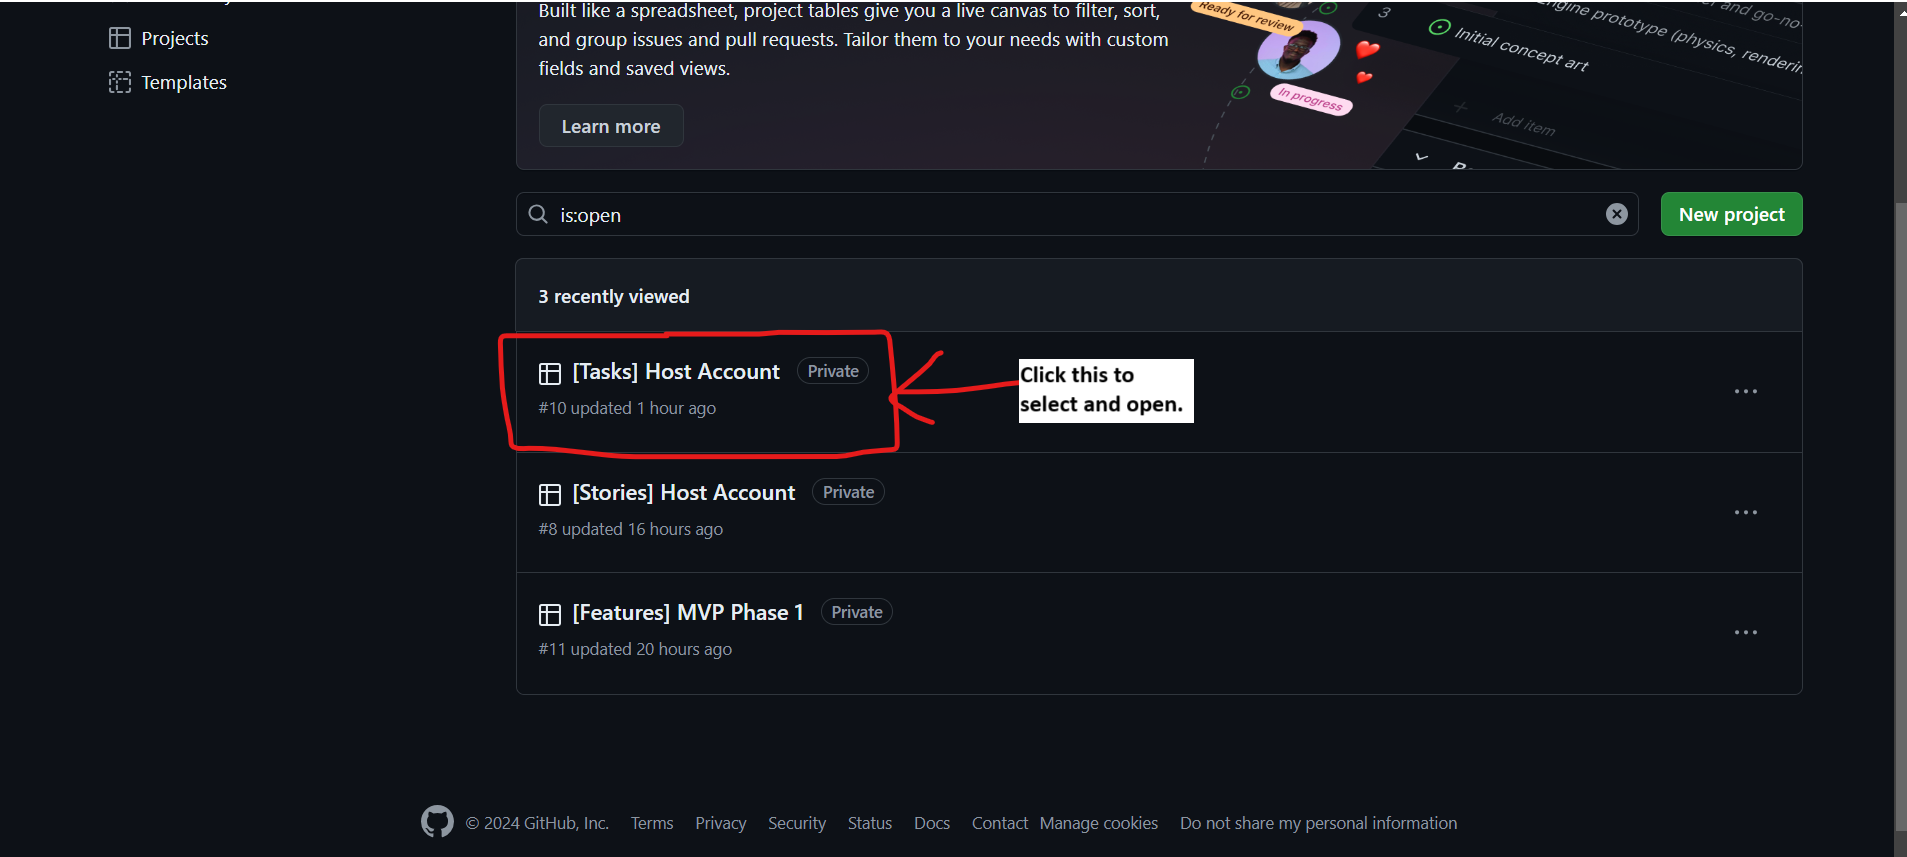 Built like a spreadsheet, project tables give you a live canvas to filter, sort,
Projects
and group issues and pull requests. Tailor them to your needs with custom
fields and saved views.
Templates
Learn more
Ready for review
In progress
3
Initial concept art
Engine prototype (physics, renderin
and go-no-
Add item
is:open
New project
3 recently viewed
[Tasks] Host Account Private
#10 updated 1 hour ago
Click this to
select and open.
[Stories] Host Account Private
#8 updated 16 hours ago
[Features] MVP Phase 1 Private
#11 updated 20 hours ago
© 2024 GitHub, Inc. Terms Privacy Security Status Docs Contact Manage cookies Do not share my personal information